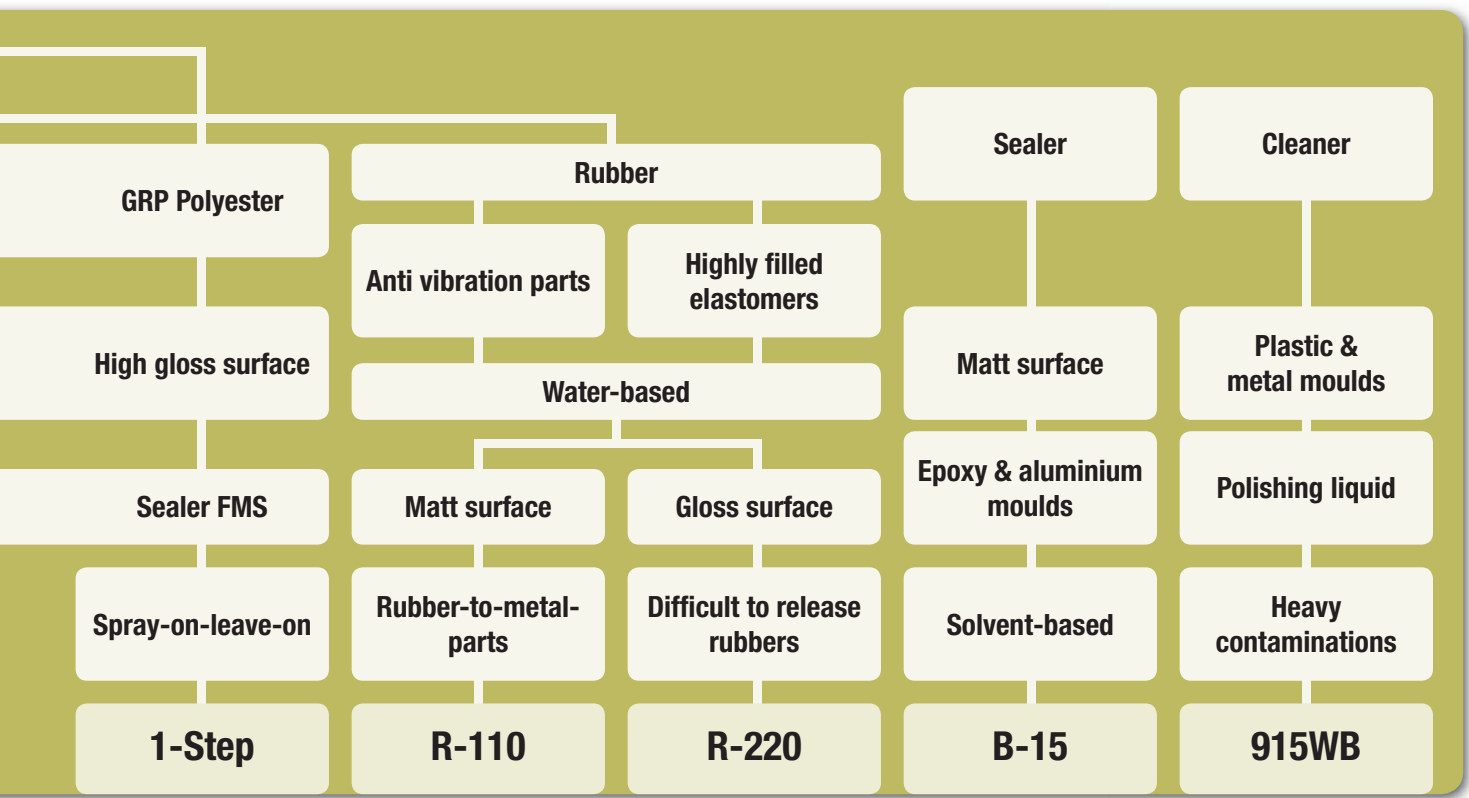 GRP Polyester
High gloss surface
Sealer FMS
Spray-on-leave-on
1-Step
Rubber
Anti vibration parts
Highly filled
elastomers
Water-based
Matt surface
Gloss surface
Rubber-to-metal-
parts
Difficult to release
rubbers
R-110
R-220
Sealer
Matt surface
Epoxy & aluminium
moulds
Solvent-based
B-15
Cleaner
Plastic &
metal moulds
Polishing liquid
Heavy
contaminations
915WB